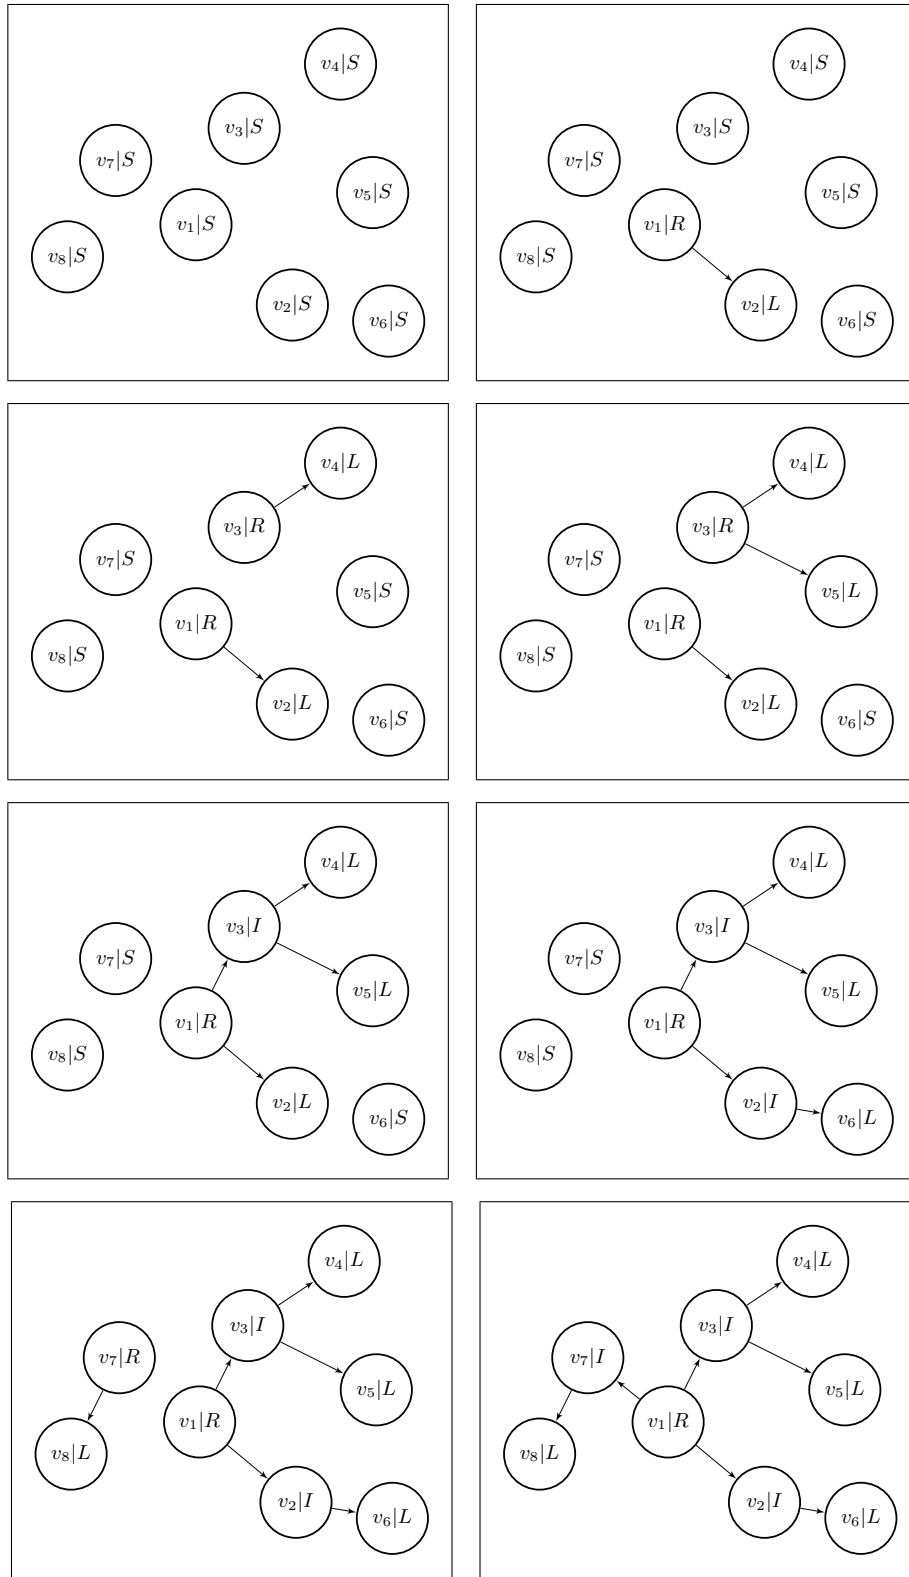 v₄|S
v₃|S
v₇|S
v₅|S
v₁|S
v₈|S
v₂|S
v₆|S
v₄|S
v₃|S
v₇|S
v₅|S
v₁|R
v₈|S
v₂|L
v₆|S
v₄|L
v₃|R
v₇|S
v₅|S
v₁|R
v₈|S
v₂|L
v₆|S
v₄|L
v₃|R
v₇|S
v₅|L
v₁|R
v₈|S
v₂|L
v₆|S
v₄|L
v₃|I
v₇|S
v₅|L
v₁|R
v₈|S
v₂|L
v₆|S
v₄|L
v₃|I
v₇|S
v₅|L
v₁|R
v₈|S
v₂|I
v₆|L
v₄|L
v₃|I
v₇|R
v₅|L
v₁|R
v₈|L
v₂|I
v₆|L
v₄|L
v₃|I
v₇|I
v₅|L
v₁|R
v₈|L
v₂|I
v₆|L